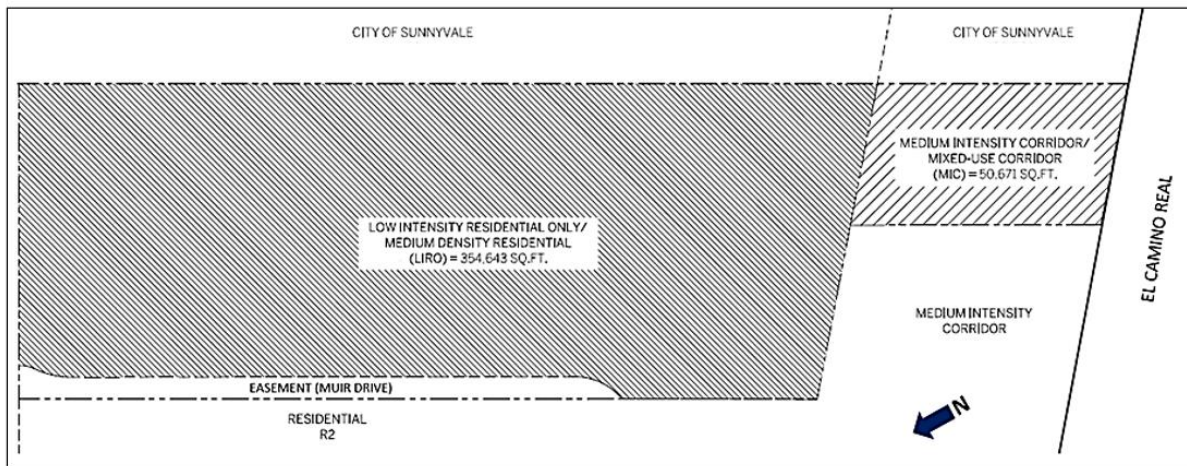 CITY OF SUNNYVALE
CITY OF SUNNYVALE
MEDIUM INTENSITY CORRIDOR/
MIXED-USE CORRIDOR
(MIC) = 50,671 SQ.FT.
LOW INTENSITY RESIDENTIAL ONLY/
MEDIUM DENSITY RESIDENTIAL
(LIRO) = 354,643 SQ.FT.
EL CAMINO REAL
MEDIUM INTENSITY
CORRIDOR
EASEMENT (MUIR DRIVE)
RESIDENTIAL
R2
N